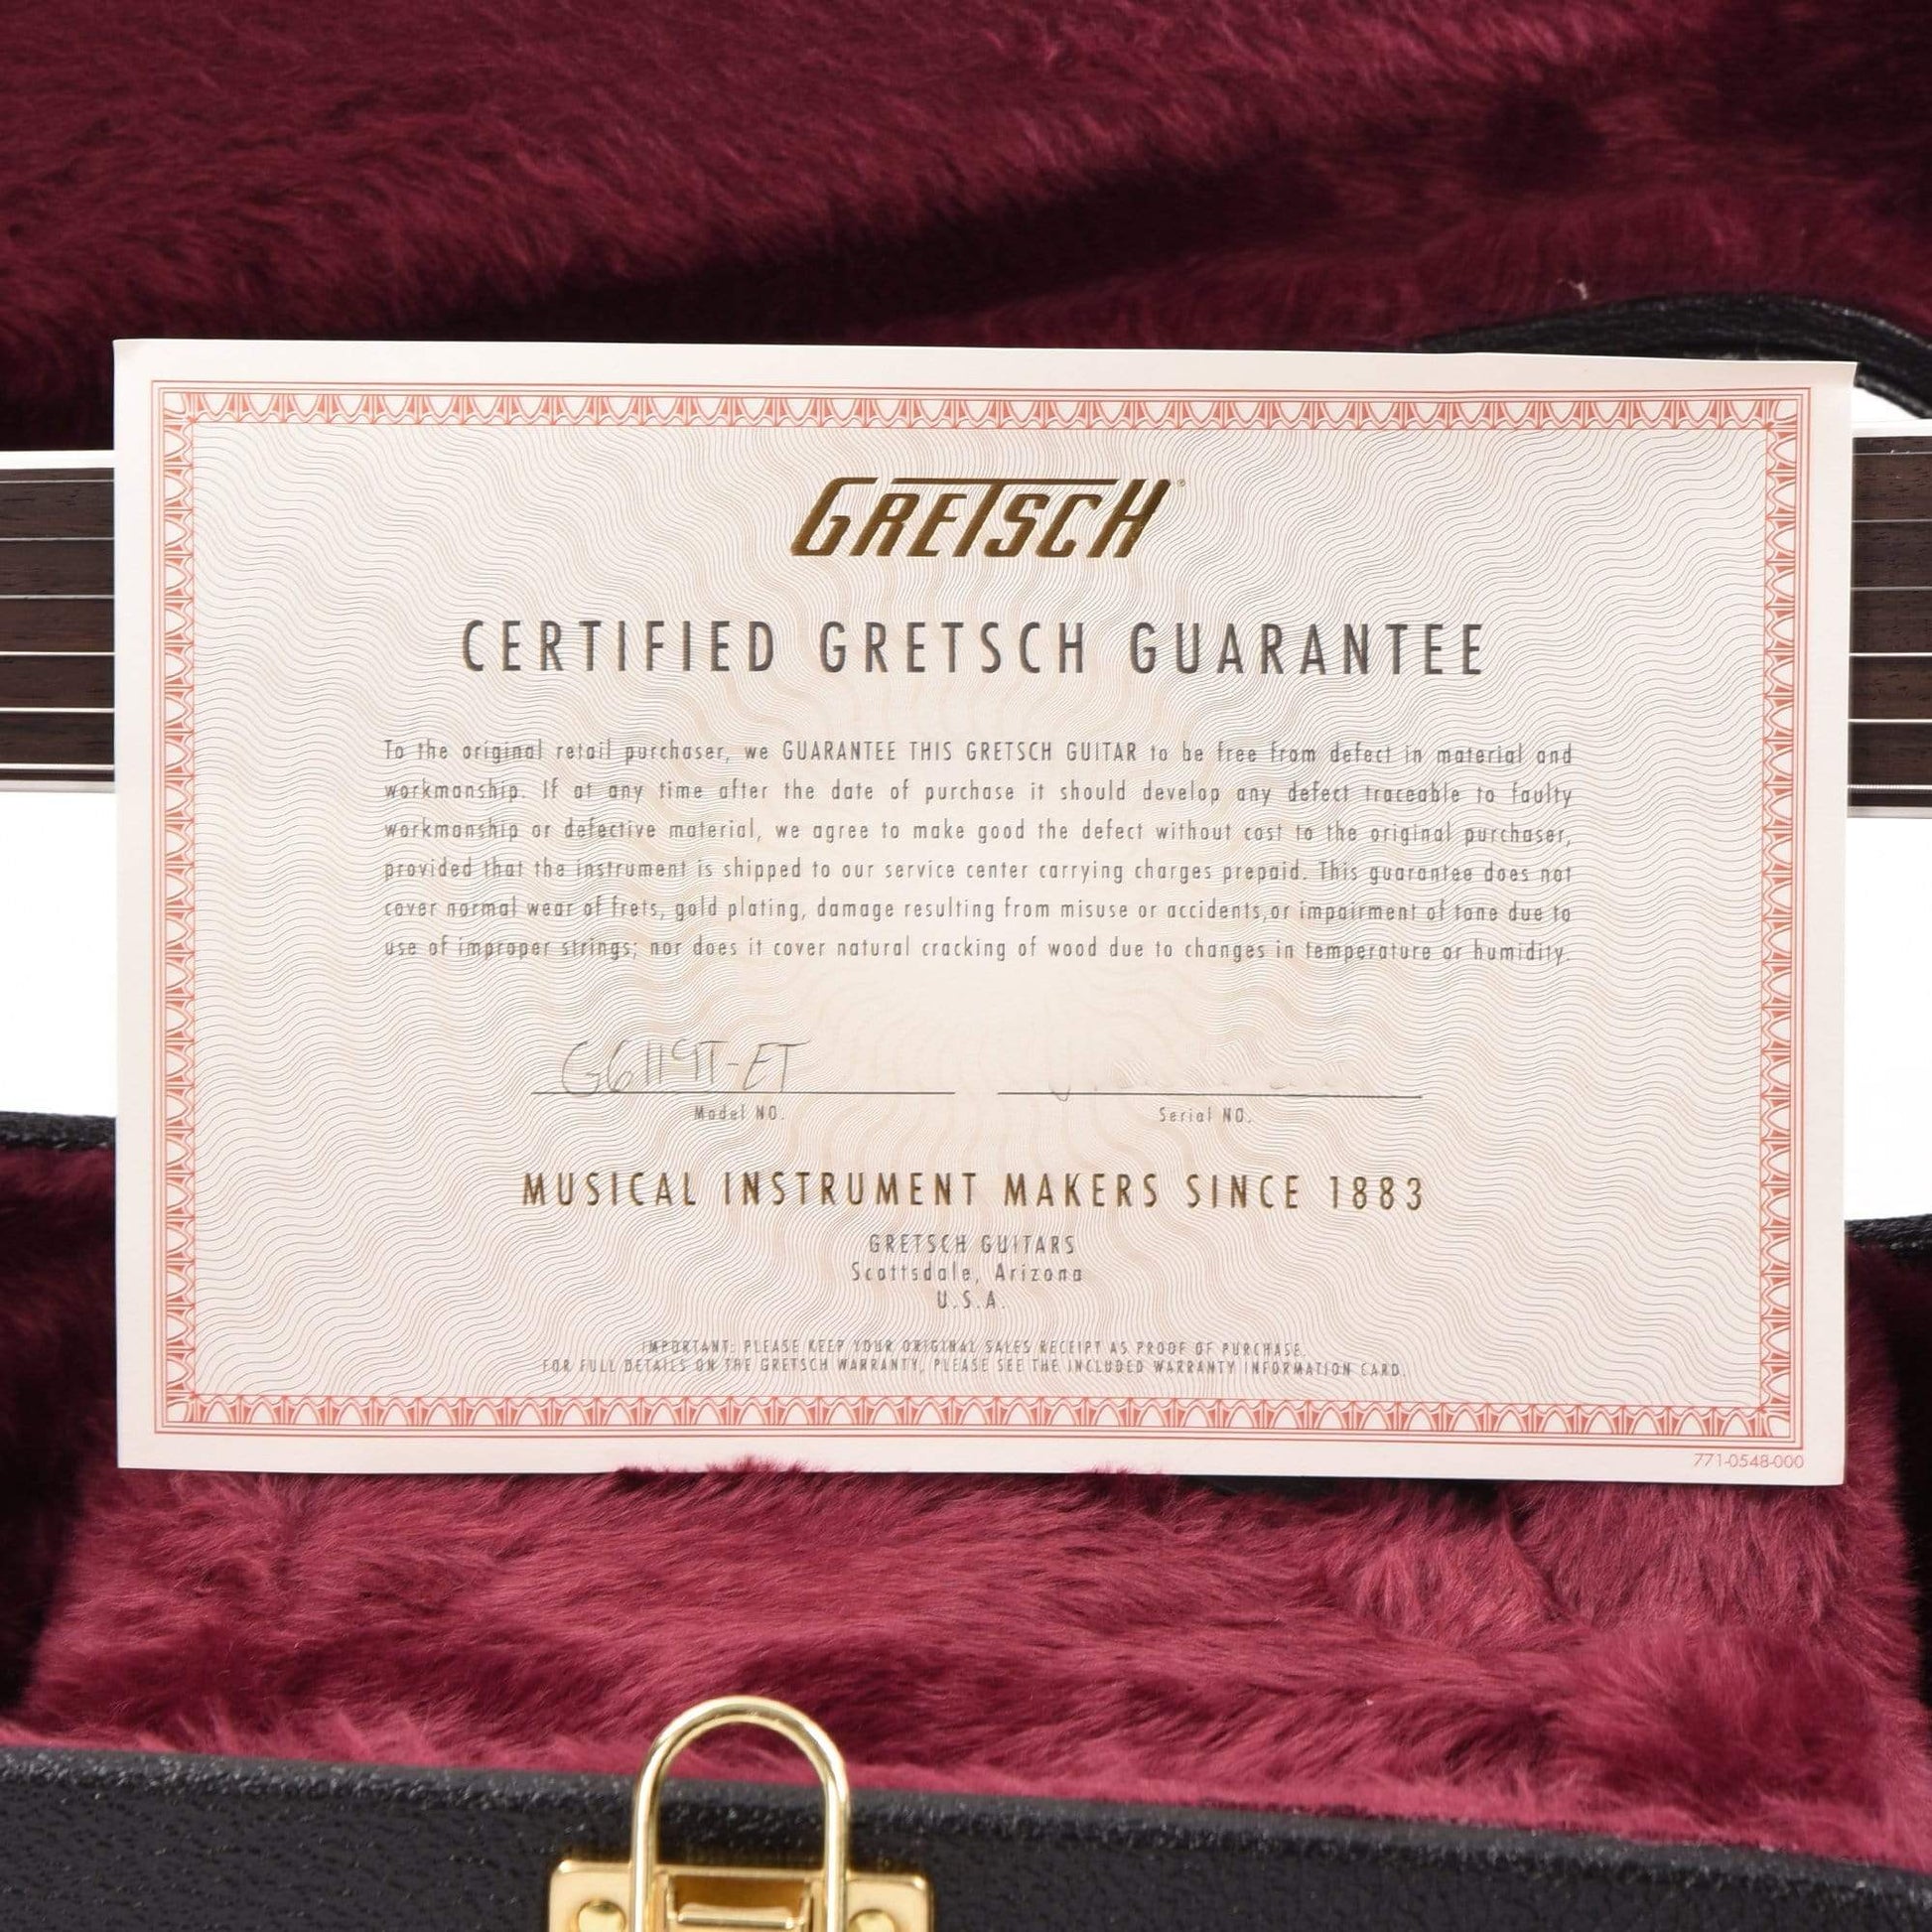 GRETSCH®
CERTIFIED GRETSCH GUARANTEE
To the original retail purchaser, we GUARANTEE THIS GRETSCH GUITAR to be free from defect in material and
workmanship. If at any time after the date of purchase it should develop any defect traceable to faulty
workmanship or defective material, we agree to make good the defect without cost to the original purchaser,
provided that the instrument is shipped to our service center carrying charges prepaid. This guarantee does not
cover normal wear of frets, gold plating, damage resulting from misuse or accidents,or impairment of tone due to
use of improper strings; nor does it cover natural cracking of wood due to changes in temperature or humidity.
G6119T-ET
Model NO.
Serial NO.
MUSICAL INSTRUMENT MAKERS SINCE 1883
GRETSCH GUITARS
Scottsdale, Arizona
U.S.A.
IMPORTANT: PLEASE KEEP YOUR ORIGINAL SALES RECEIPT AS PROOF OF PURCHASE.
FOR FULL DETAILS ON THE GRETSCH WARRANTY, PLEASE SEE THE INCLUDED WARRANTY INFORMATION CARD.
771-0548-000